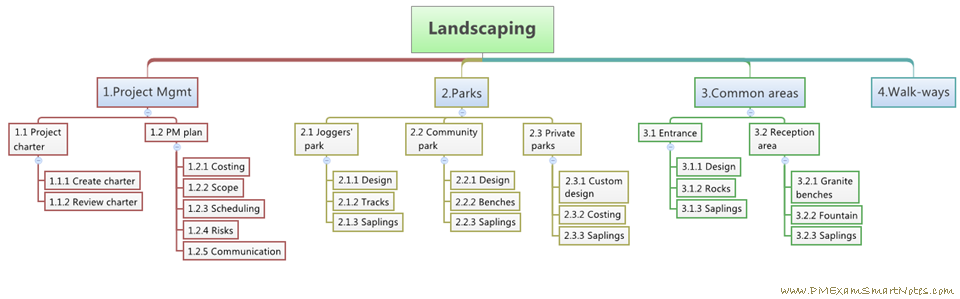 Landscaping
1.Project Mgmt
2.Parks
3.Common areas
4.Walk-ways
1.1 Project
charter
1.2 PM plan
2.1 Joggers'
park
2.2 Community
park
2.3 Private
parks
3.1 Entrance
3.2 Reception
area
1.1.1 Create charter
1.1.2 Review charter
1.2.1 Costing
1.2.2 Scope
1.2.3 Scheduling
1.2.4 Risks
1.2.5 Communication
2.1.1 Design
2.1.2 Tracks
2.1.3 Saplings
2.2.1 Design
2.2.2 Benches
2.2.3 Saplings
2.3.1 Custom
design
2.3.2 Costing
2.3.3 Saplings
3.1.1 Design
3.1.2 Rocks
3.1.3 Saplings
3.2.1 Granite
benches
3.2.2 Fountain
3.2.3 Saplings
www.PMExamSmartNotes.com